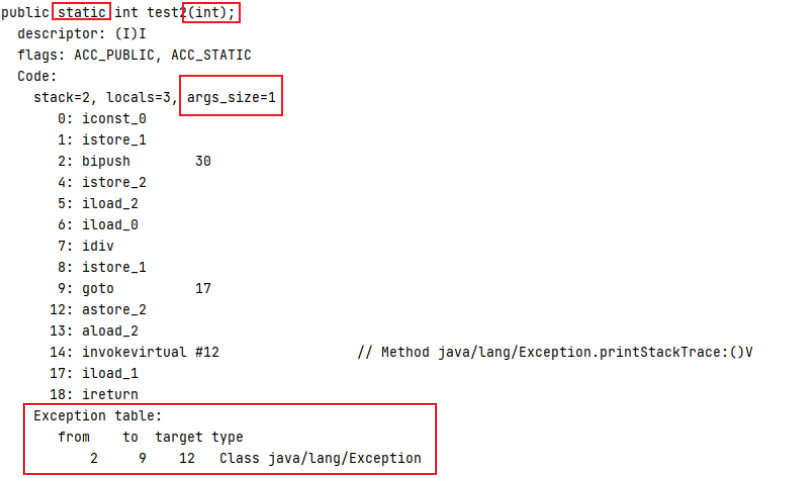 public static int test2(int);
  descriptor: (I)I
  flags: ACC_PUBLIC, ACC_STATIC
  Code:
    stack=2, locals=3, args_size=1
       0: iconst_0
       1: istore_1
       2: bipush        30
       4: istore_2
       5: iload_2
       6: iload_0
       7: idiv
       8: istore_1
       9: goto          17
      12: astore_2
      13: aload_2
      14: invokevirtual #12                 // Method java/lang/Exception.printStackTrace:()V
      17: iload_1
      18: ireturn
    Exception table:
       from    to  target type
           2     9    12   Class java/lang/Exception